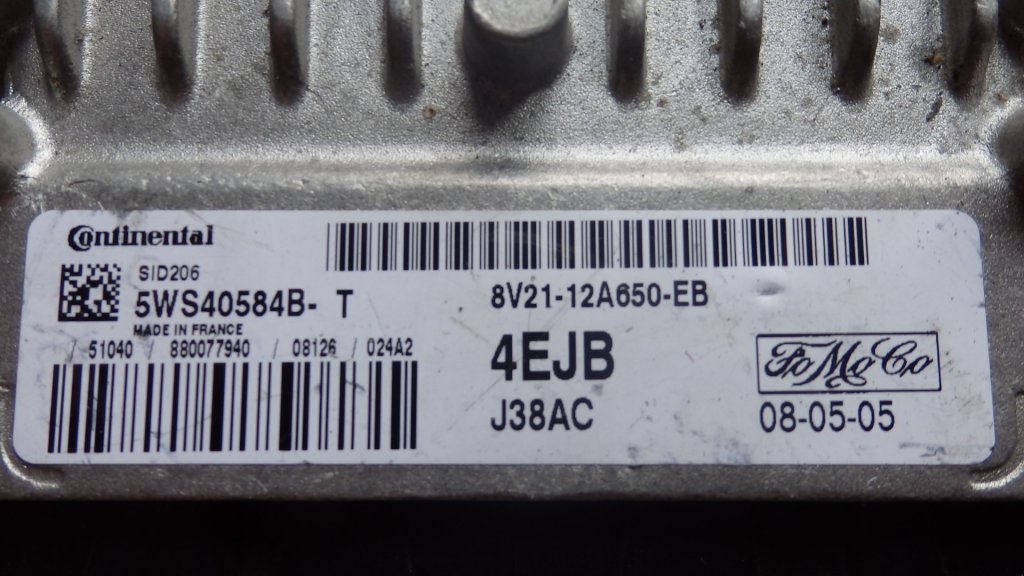 Continental
SID206
5WS40584B- T
MADE IN FRANCE
/ 51040 / 880077940 / 08126 / 024A2
8V21-12A650-EB
4EJB
J38AC
FoMoCo
08-05-05